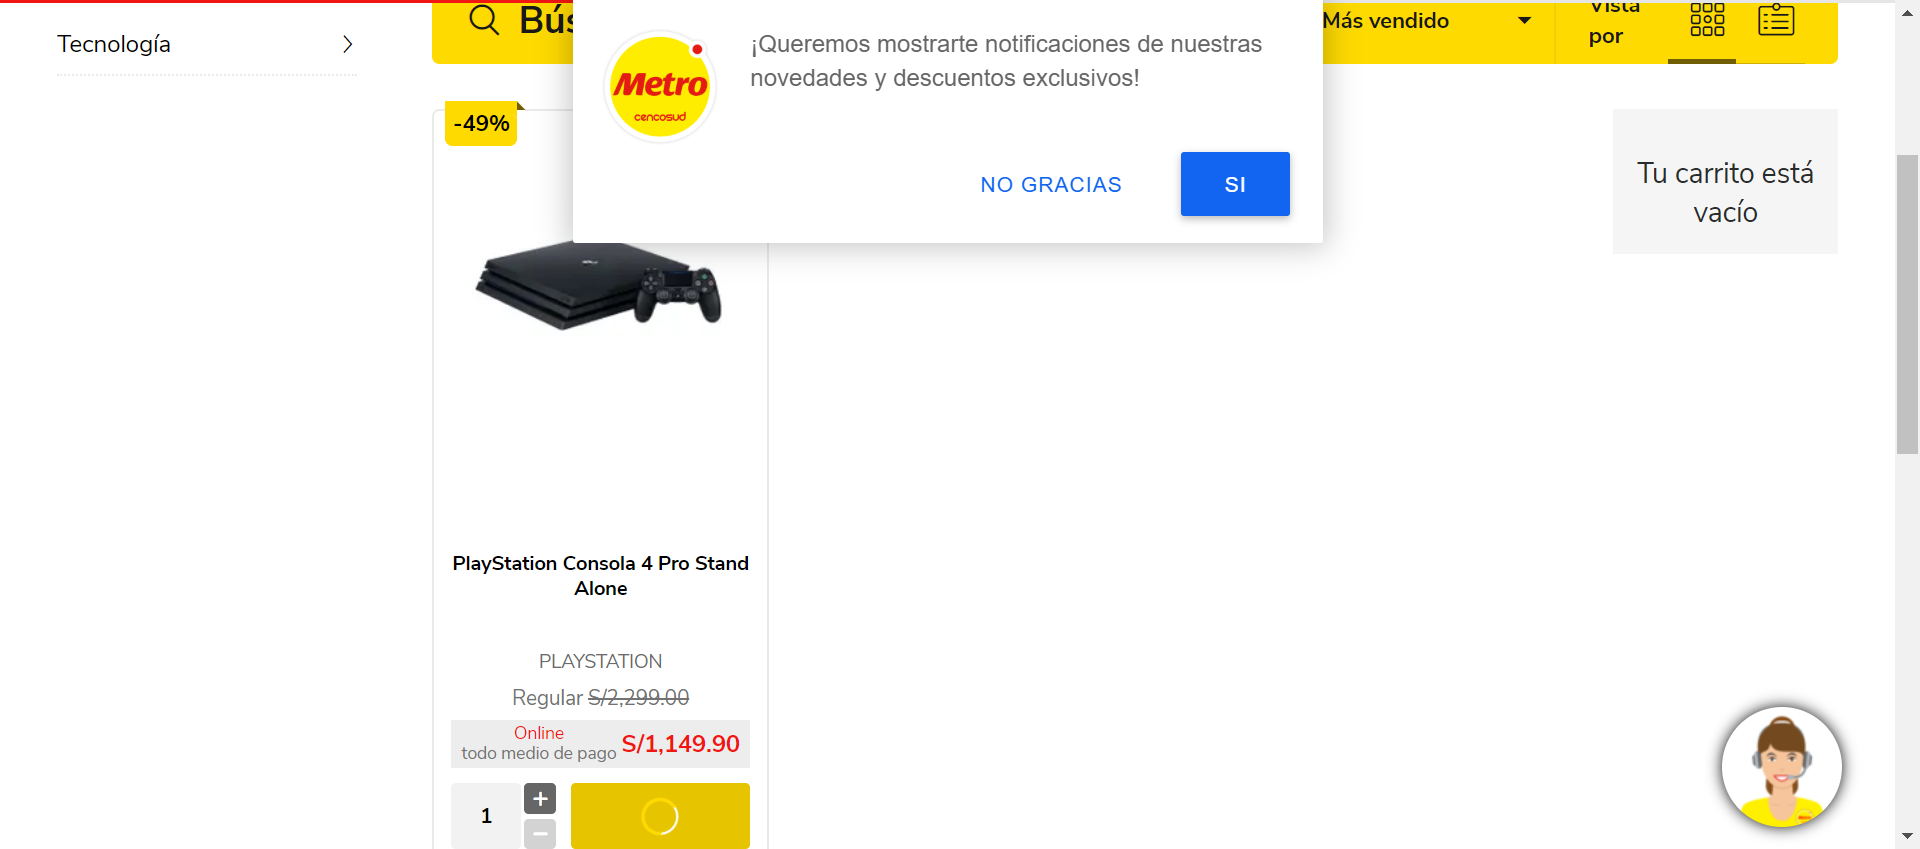 Tecnología
Bús
Más vendido
Vista
por
¡Queremos mostrarte notificaciones de nuestras
novedades y descuentos exclusivos!
Metro
cencosud
NO GRACIAS
SI
-49%
Tu carrito está
vacío
PlayStation Consola 4 Pro Stand
Alone
PLAYSTATION
Regular S/2,299.00
Online
todo medio de pago
S/1,149.90
1
+
-